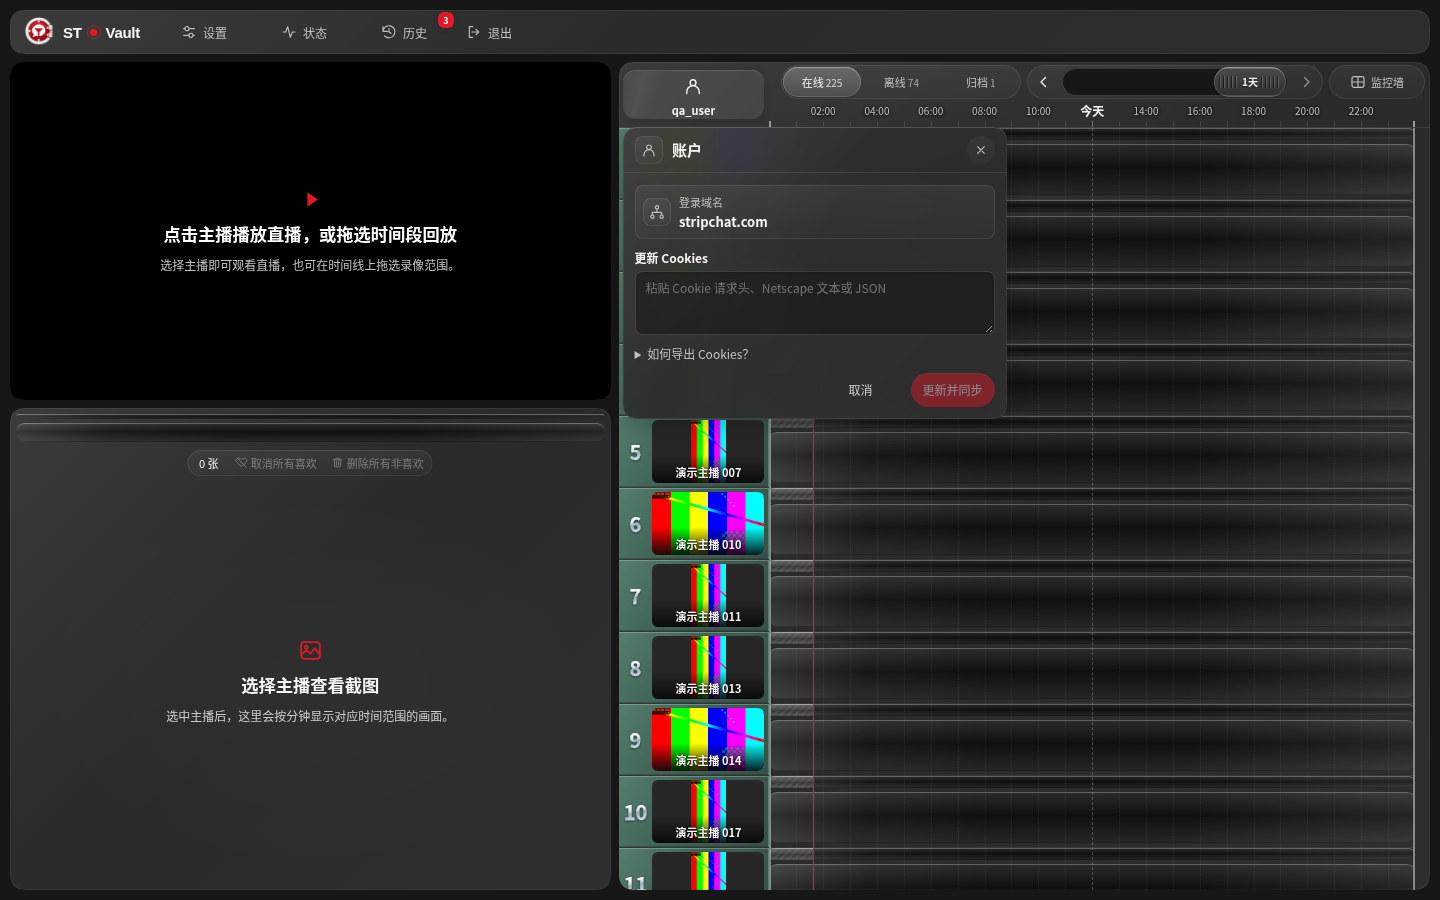 ST Vault
设置
状态
历史
3
退出
点击主播播放直播，或拖选时间段回放
选择主播即可观看直播，也可在时间线上拖选录像范围。
0 张
取消所有喜欢
删除所有非喜欢
选择主播查看截图
选中主播后，这里会按分钟显示对应时间范围的画面。
qa_user
在线 225
离线 74
归档 1
1天
监控墙
02:00
04:00
06:00
08:00
10:00
今天
14:00
16:00
18:00
20:00
22:00
账户
登录域名
stripchat.com
更新 Cookies
粘贴 Cookie 请求头、Netscape 文本或 JSON
如何导出 Cookies?
取消
更新并同步
5
演示主播 007
6
演示主播 010
7
演示主播 011
8
演示主播 013
9
演示主播 014
10
演示主播 017
11